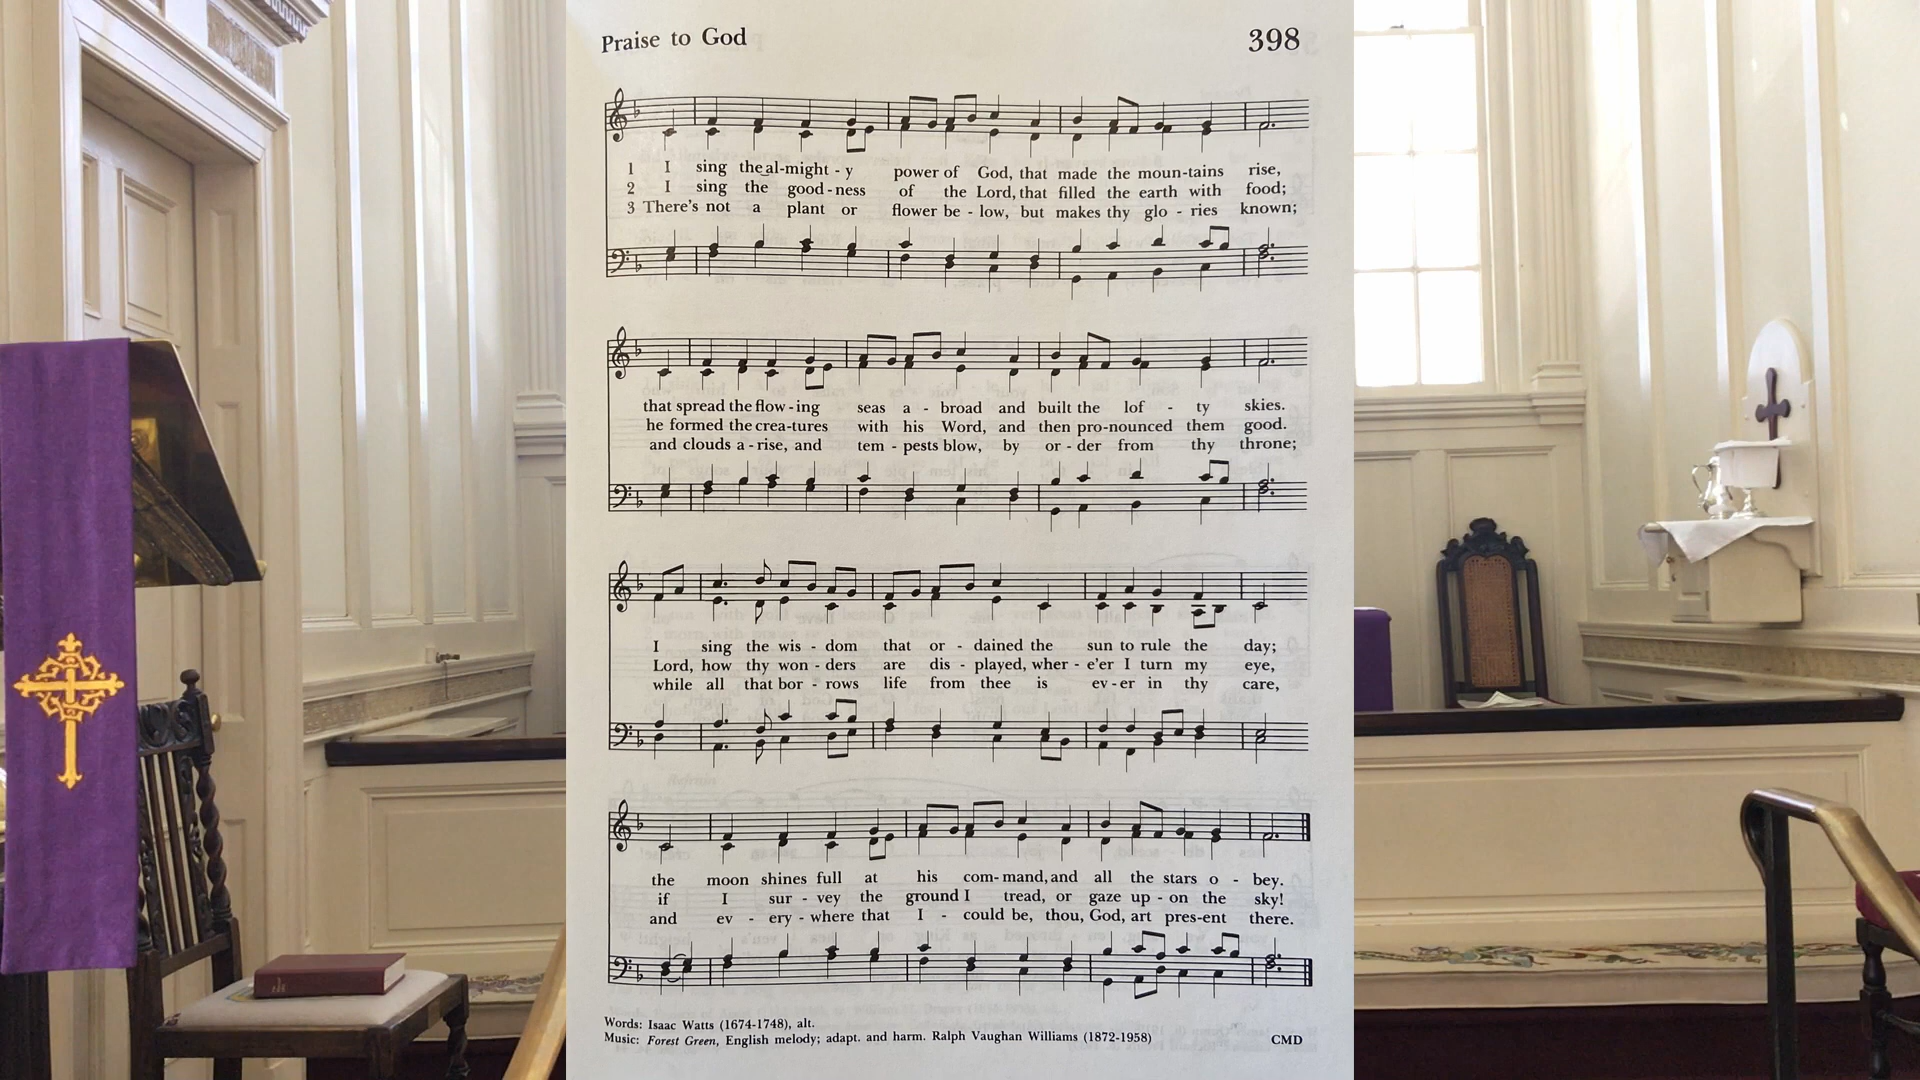 Praise to God 398
1 I sing the al-might - y power of God, that made the moun-tains rise,
2 I sing the good - ness of the Lord, that filled the earth with food;
3 There's not a plant or flower be - low, but makes thy glo - ries known;
that spread the flow - ing seas a - broad and built the lof - ty skies.
he formed the crea-tures with his Word, and then pro-nounced them good.
and clouds a - rise, and tem - pests blow, by or - der from thy throne;
I sing the wis - dom that or - dained the sun to rule the day;
Lord, how thy won - ders are dis - played, wher - e'er I turn my eye,
while all that bor - rows life from thee is ev - er in thy care,
the moon shines full at his com- mand, and all the stars o - bey.
if I sur - vey the ground I tread, or gaze up - on the sky!
and ev - ery - where that I - could be, thou, God, art pres-ent there.
Words: Isaac Watts (1674-1748), alt.
Music: Forest Green, English melody; adapt. and harm. Ralph Vaughan Williams (1872-1958) CMD